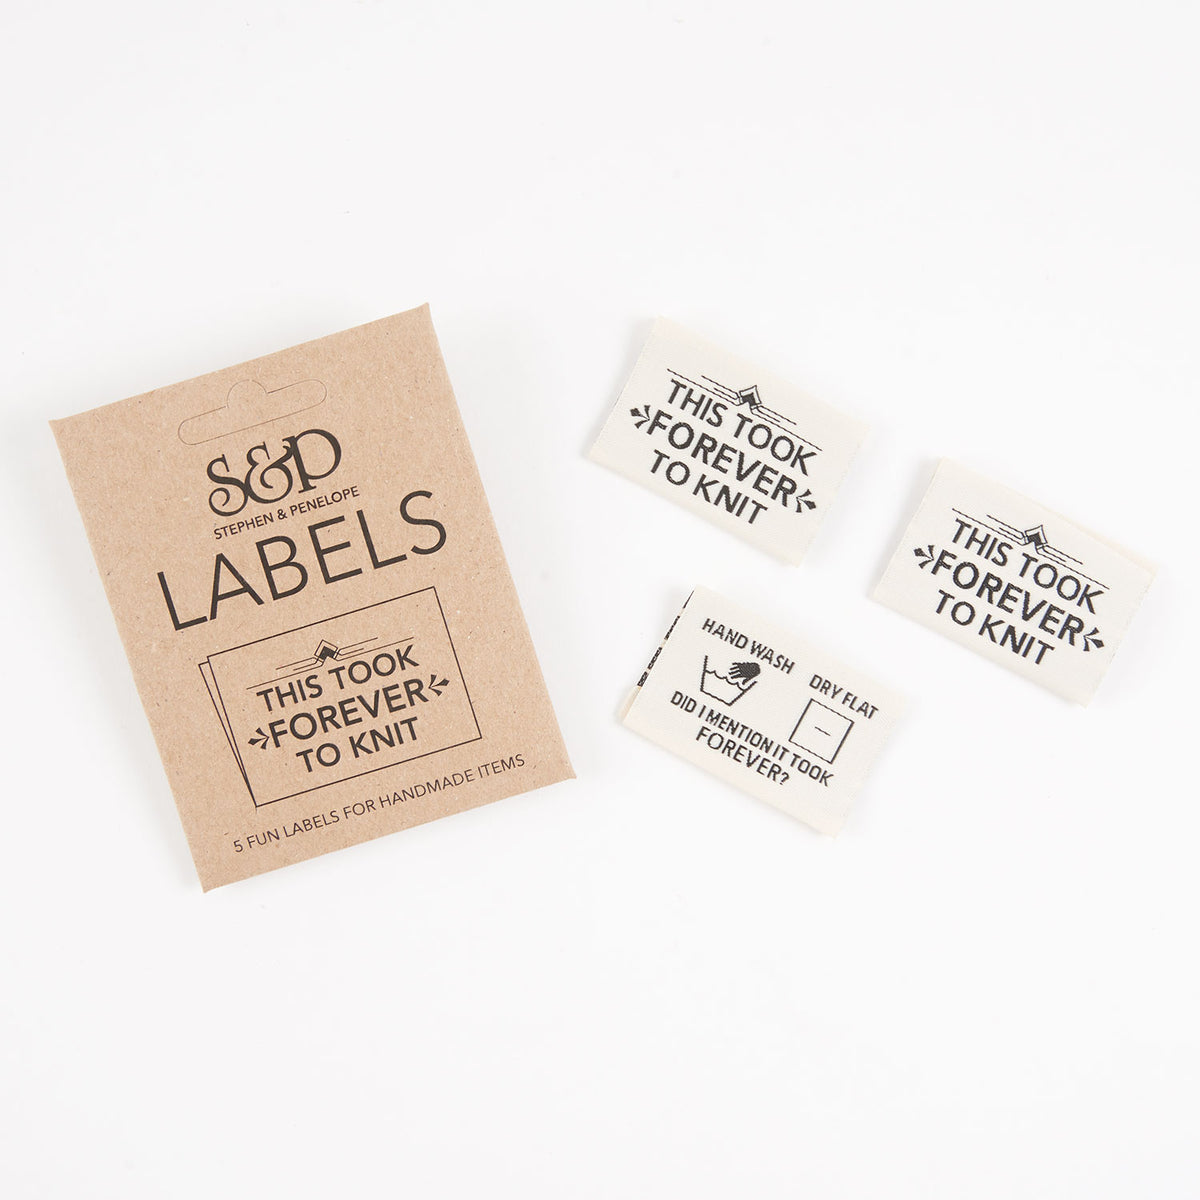 S&P
STEPHEN & PENELOPE
LABELS
THIS TOOK
FOREVER
TO KNIT
5 FUN LABELS FOR HANDMADE ITEMS
THIS TOOK
FOREVER
TO KNIT
THIS TOOK
FOREVER
TO KNIT
HAND WASH
DRY FLAT
DID I MENTION IT TOOK
FOREVER?